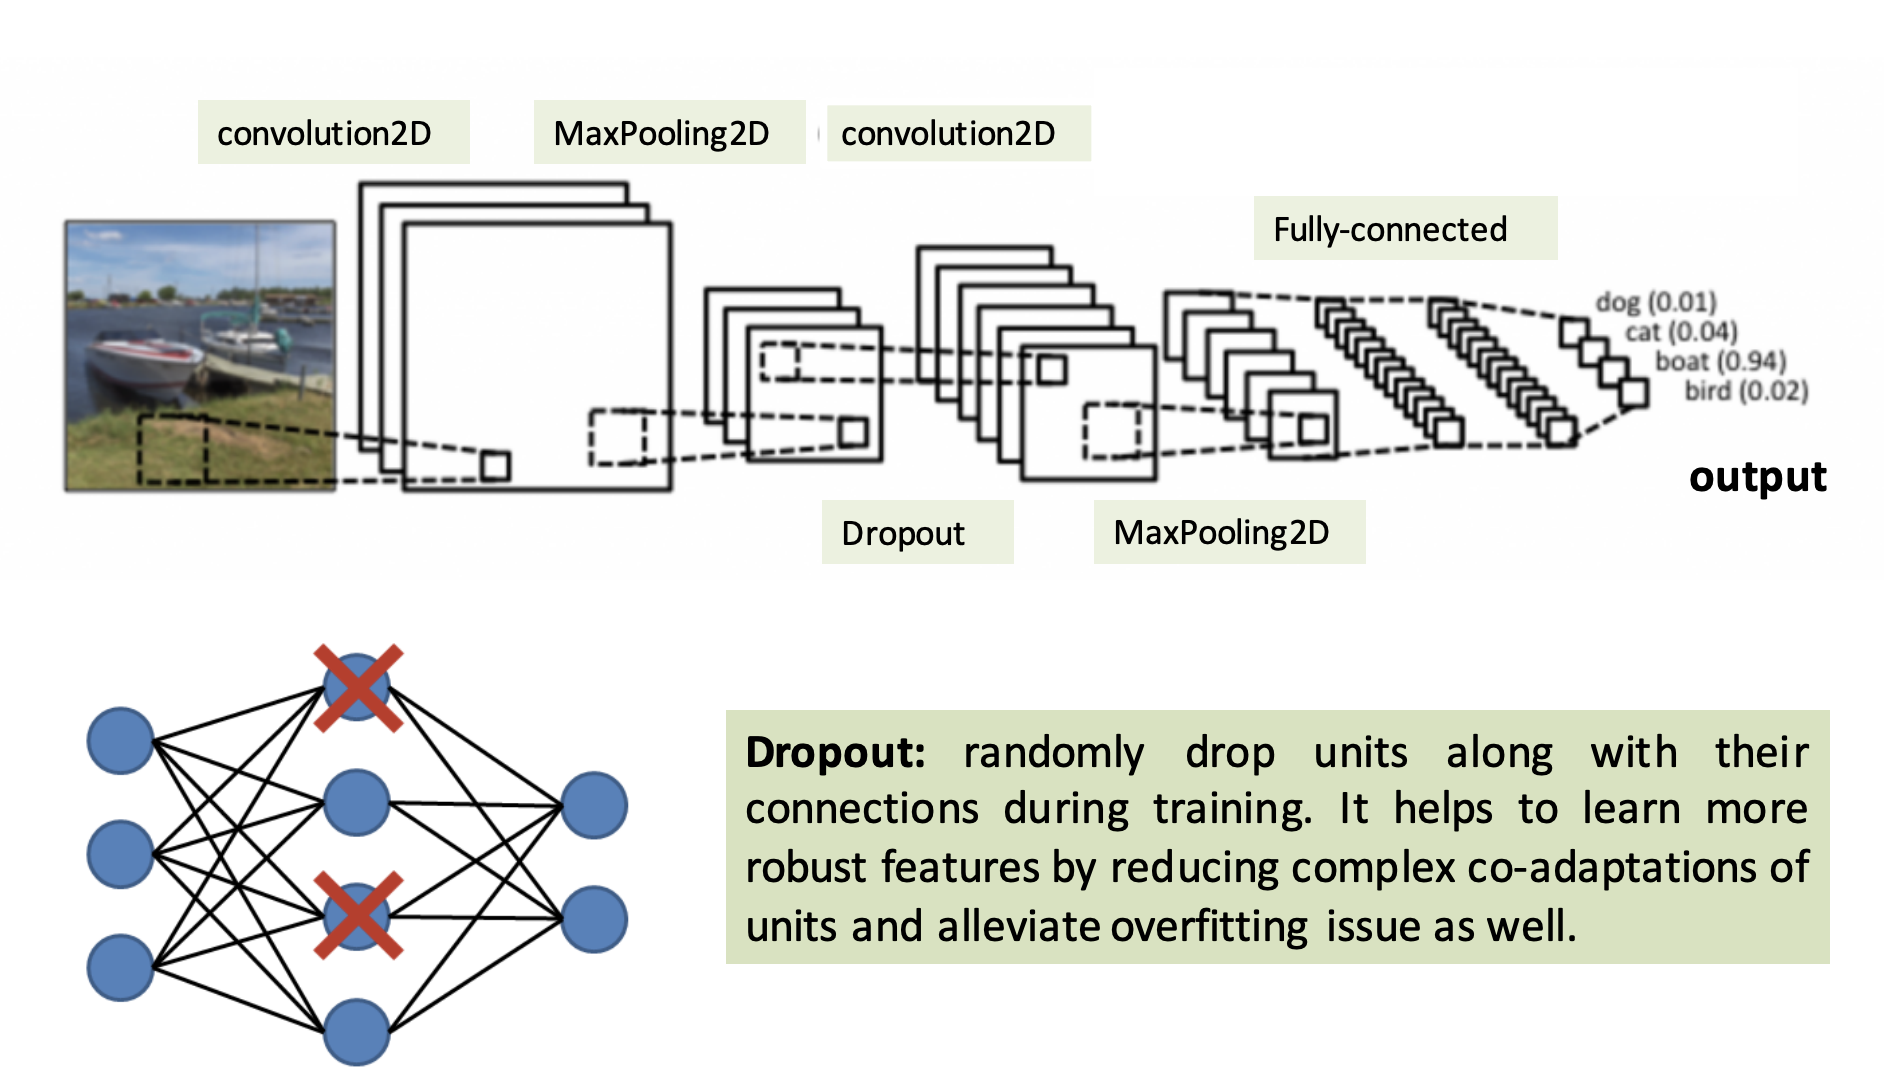 convolution2D
MaxPooling2D
convolution2D
Fully-connected
dog (0.01)
cat (0.04)
boat (0.94)
bird (0.02)
output
Dropout
MaxPooling2D
Dropout: randomly drop units along with their
connections during training. It helps to learn more
robust features by reducing complex co-adaptations of
units and alleviate overfitting issue as well.